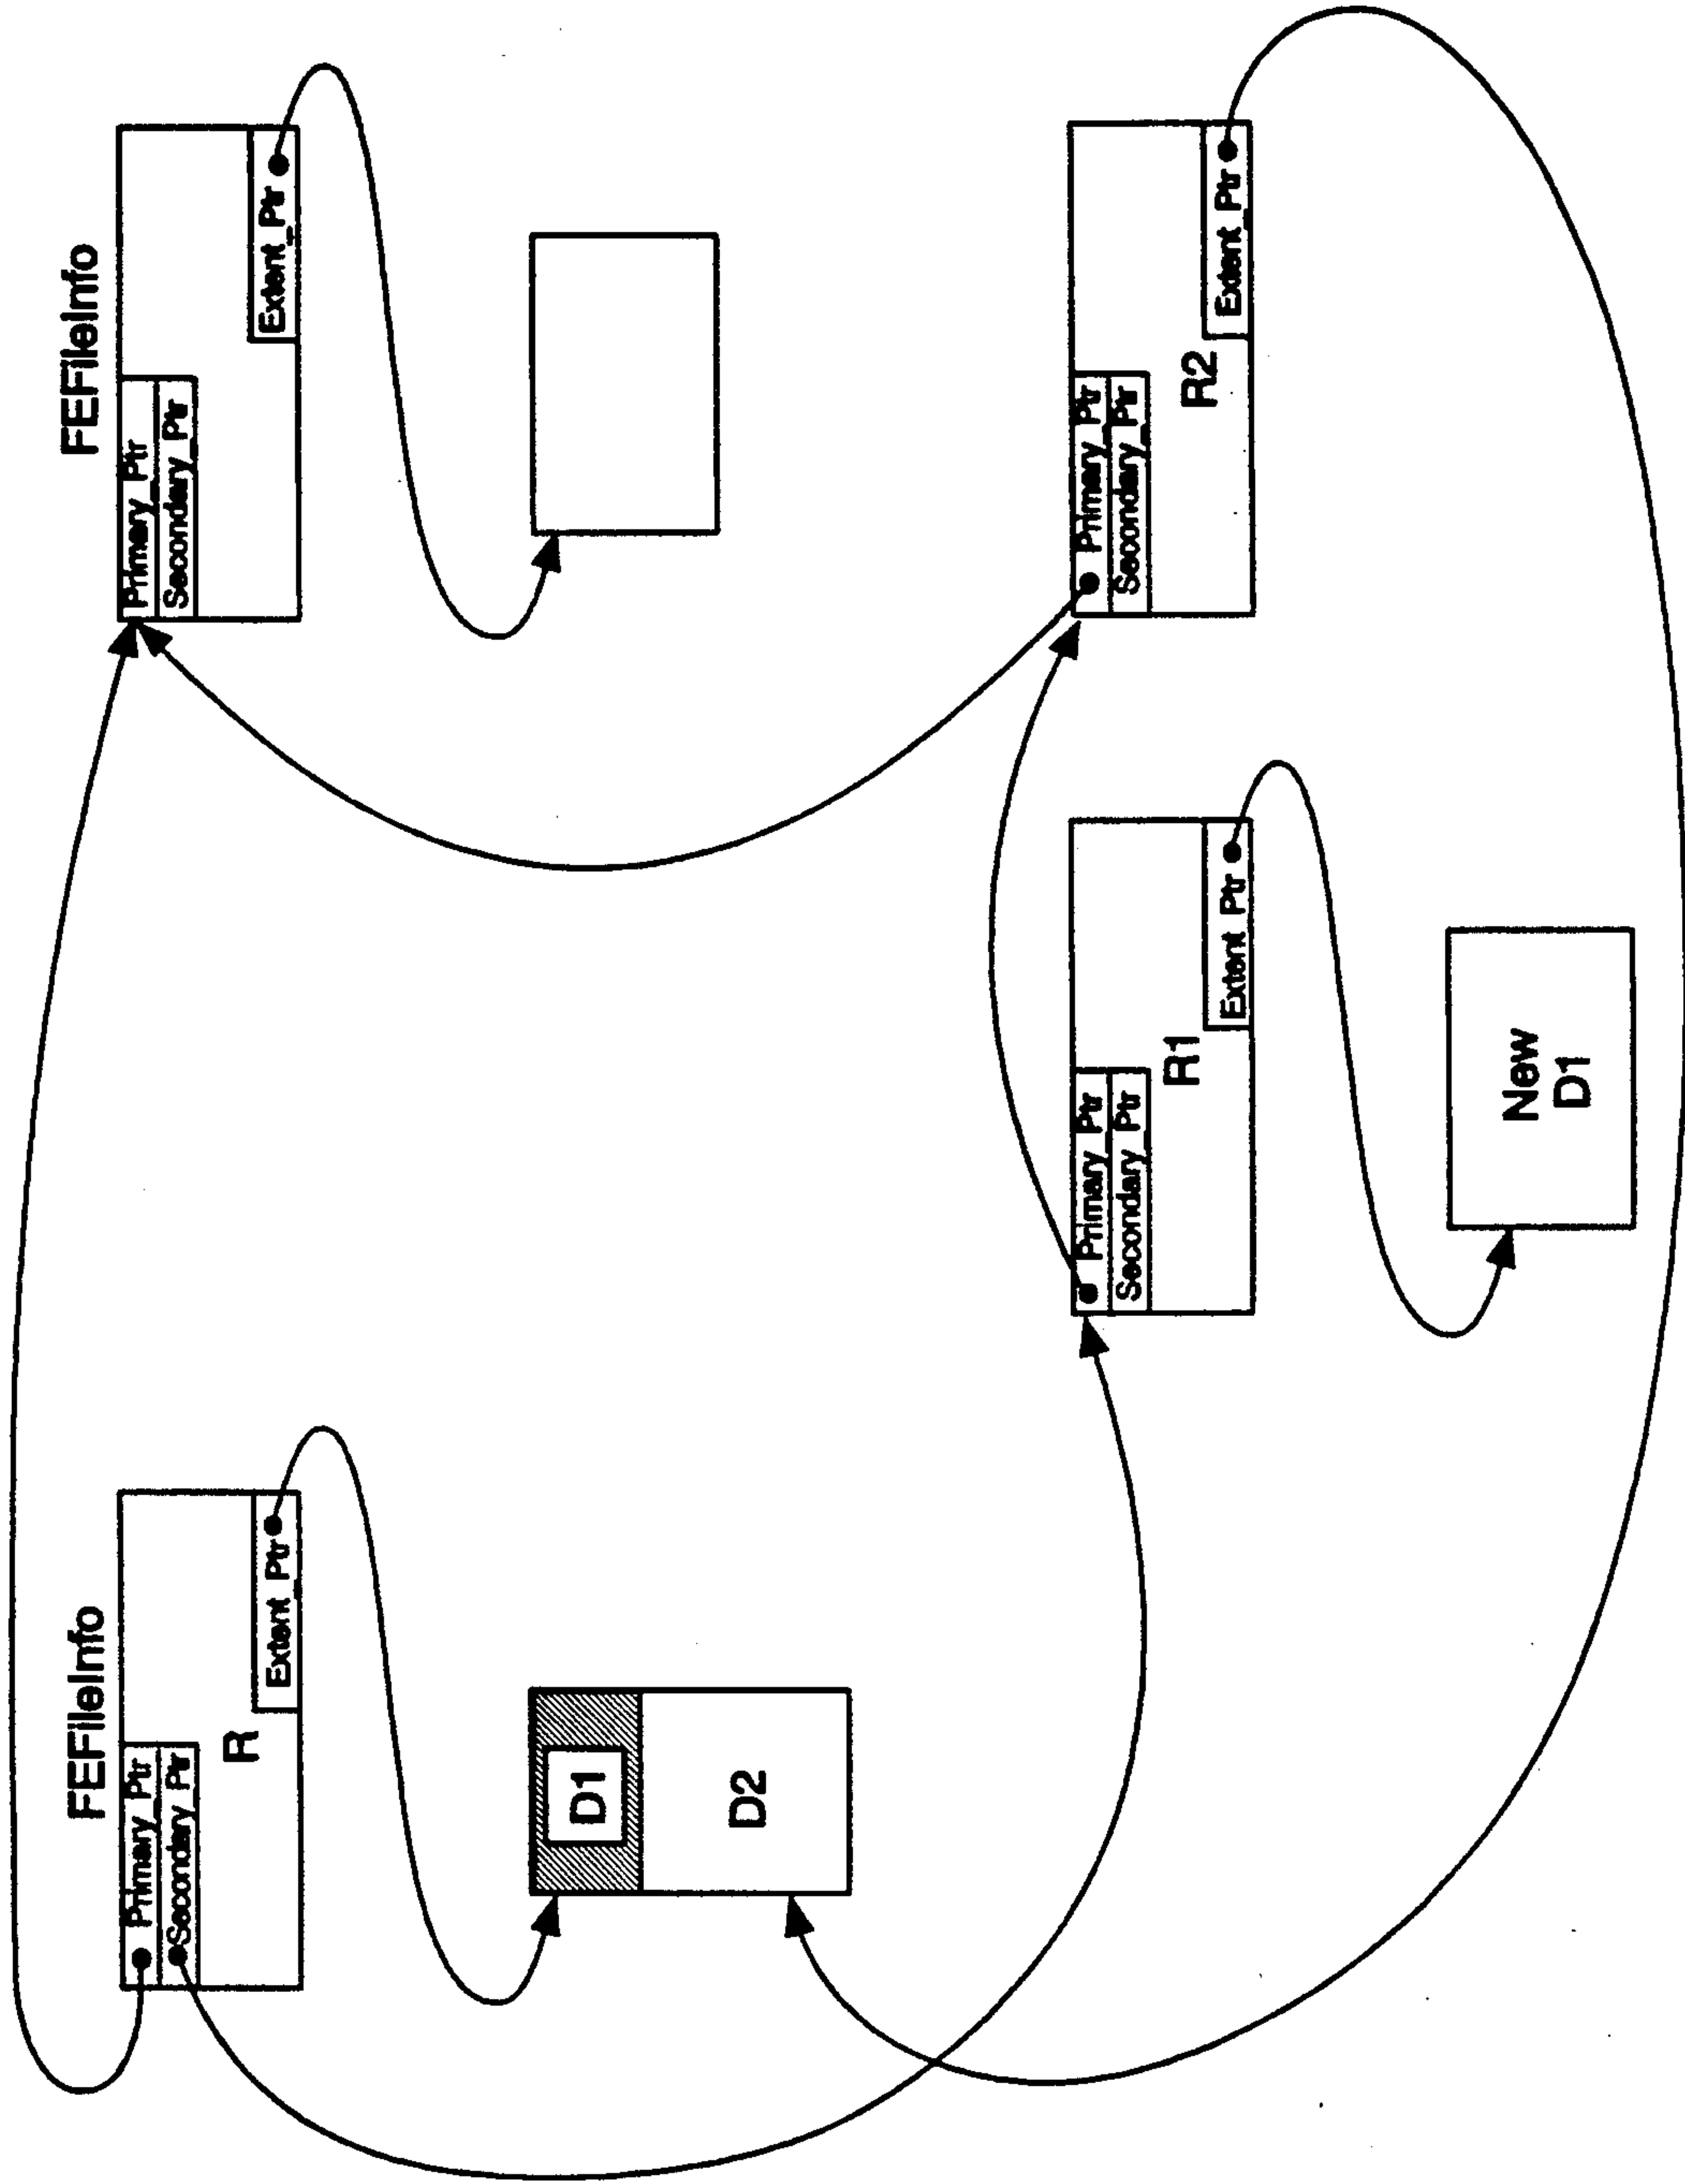 FEFileInfo
Primary_Ptr
Secondary_Ptr
R
Extent_Ptr
D1
D2
FEFileInfo
Primary_Ptr
Secondary_Ptr
Extent_Ptr
Primary_Ptr
Secondary_Ptr
R1
Extent_Ptr
New
D1
Primary_Ptr
Secondary_Ptr
R2
Extent_Ptr